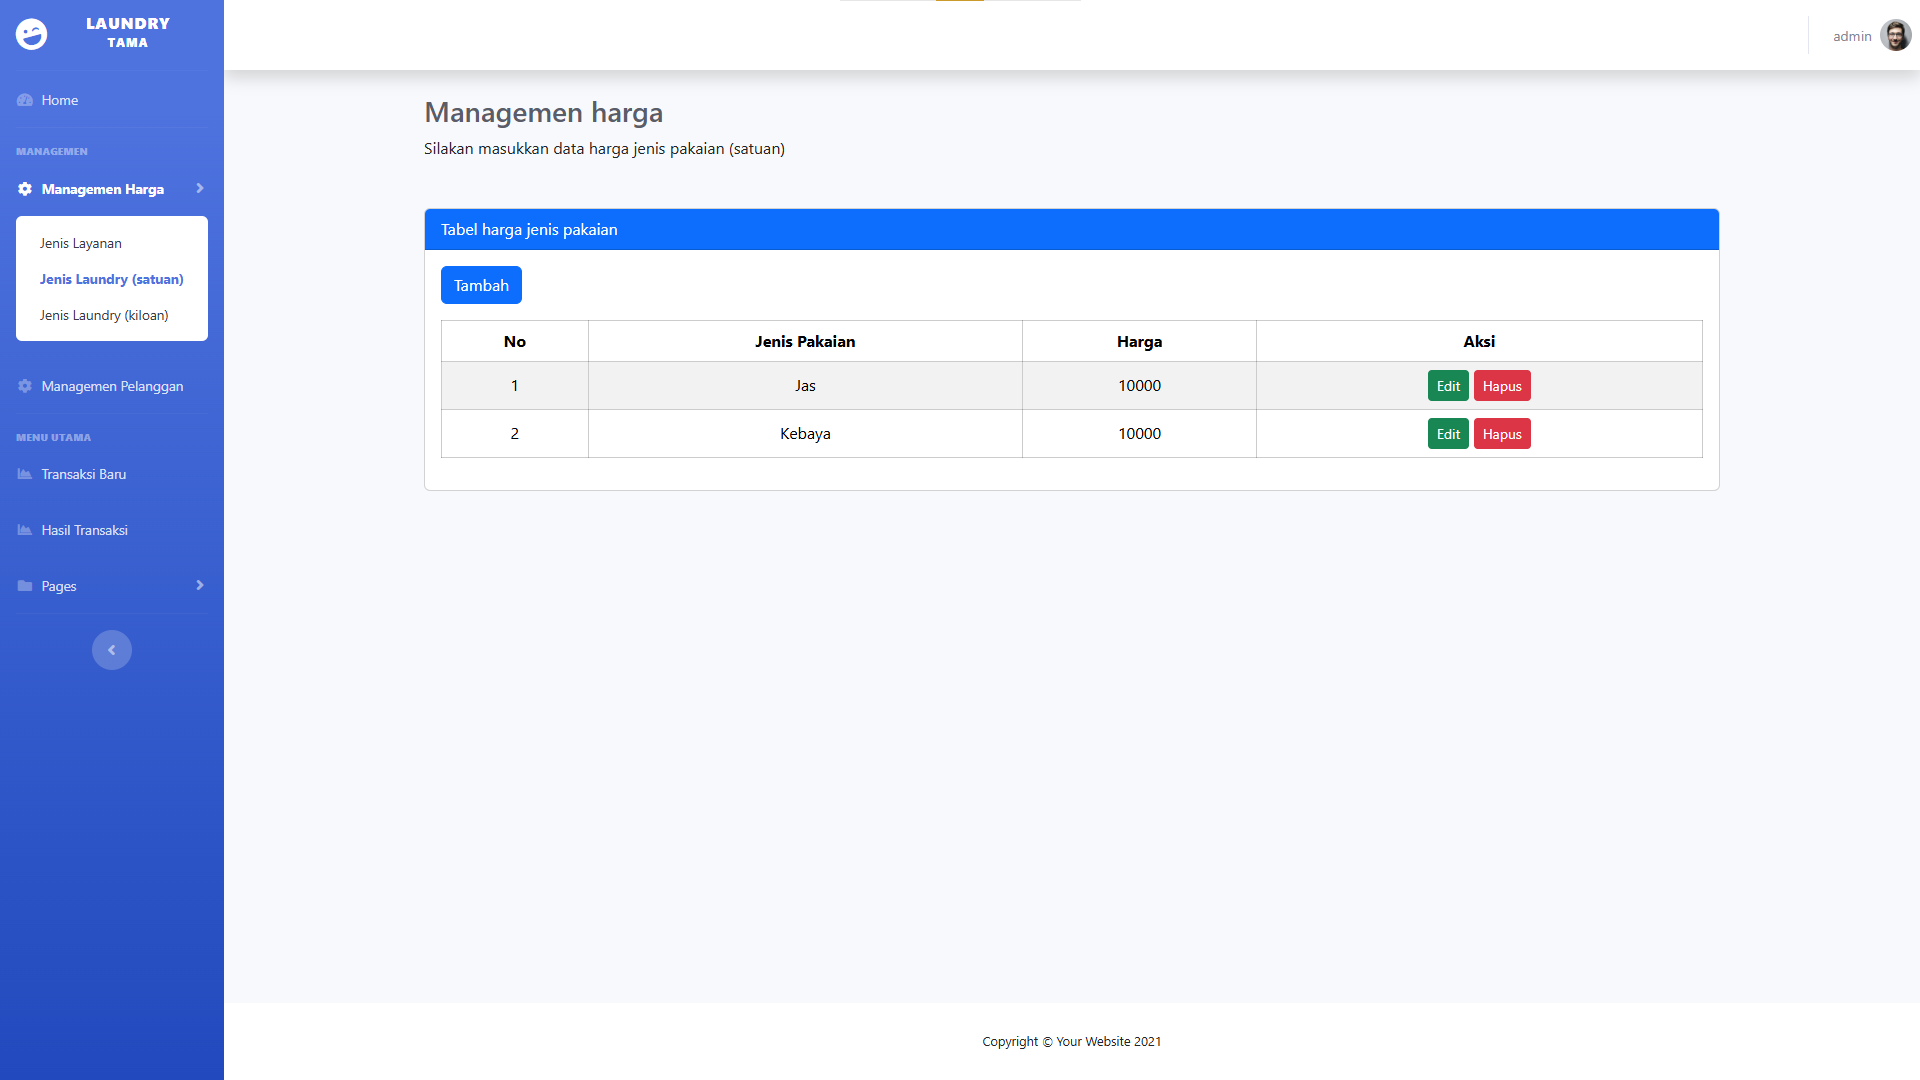 LAUNDRY
TAMA
admin
Home
MANAGEMEN
Managemen Harga
Jenis Layanan
Jenis Laundry (satuan)
Jenis Laundry (kiloan)
Managemen Pelanggan
MENU UTAMA
Transaksi Baru
Hasil Transaksi
Pages
Managemen harga
Silakan masukkan data harga jenis pakaian (satuan)
Tabel harga jenis pakaian
Tambah
No Jenis Pakaian Harga Aksi
1 Jas 10000 Edit Hapus
2 Kebaya 10000 Edit Hapus
Copyright © Your Website 2021